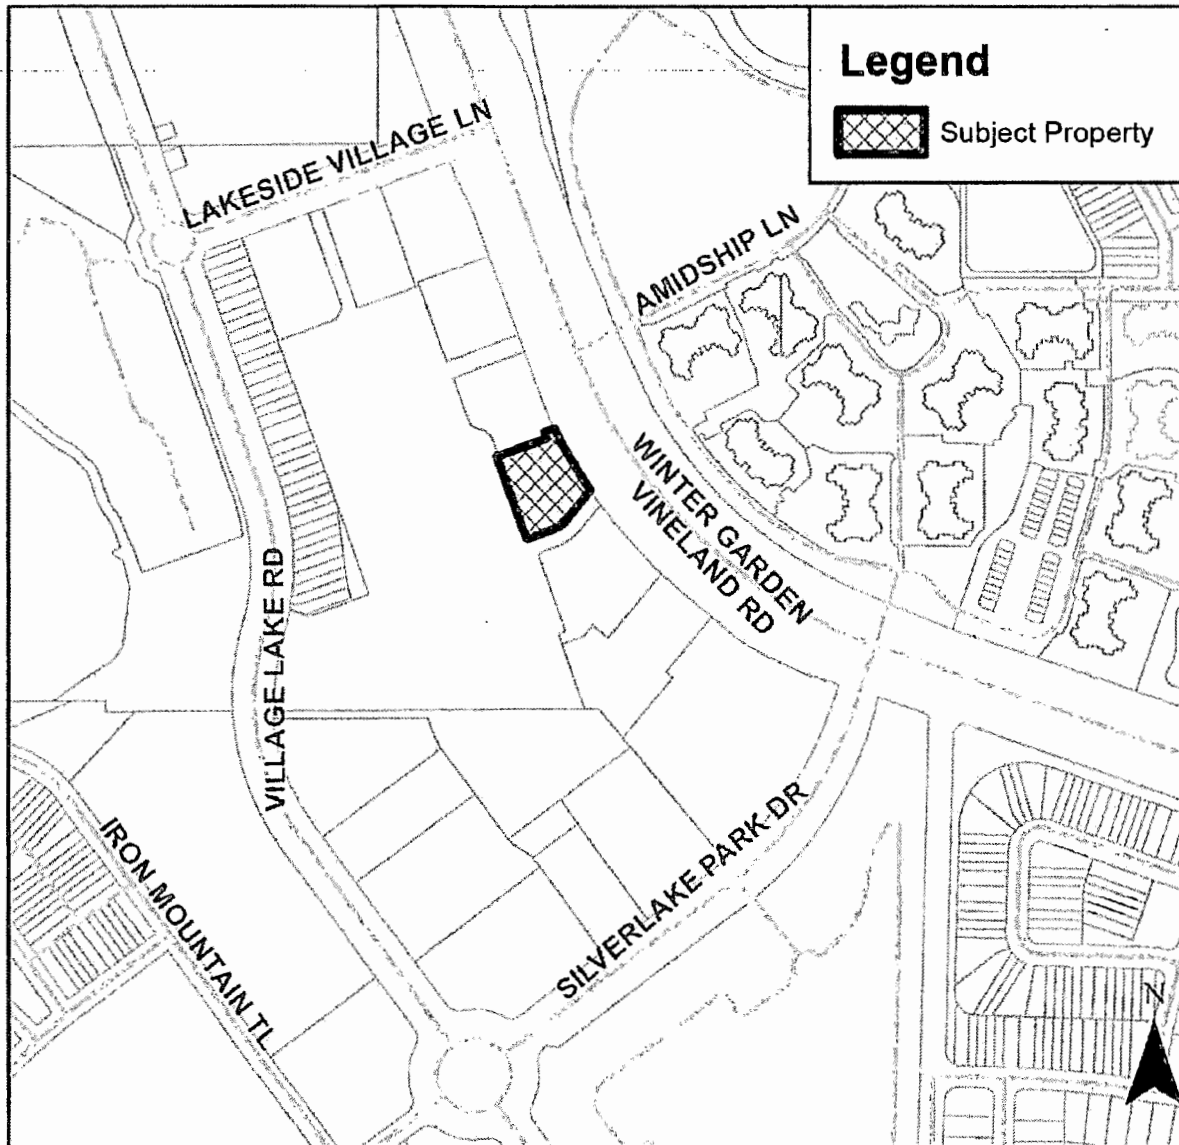 Legend
Subject Property
LAKESIDE VILLAGE LN
AMIDSHIP LN
WINTER GARDEN
VINELAND RD
VILLAGE LAKE RD
SILVERLAKE PARK DR
IRON MOUNTAIN TL
N